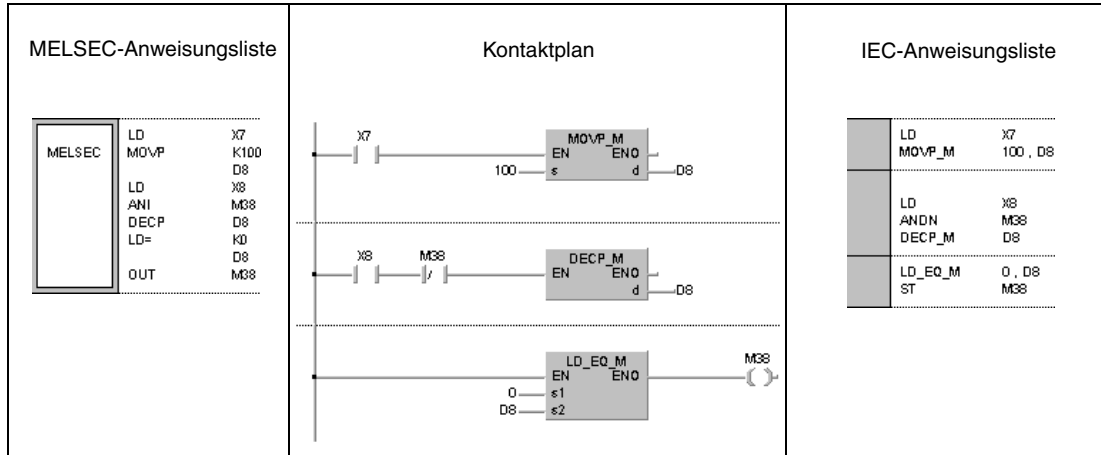 MELSEC-Anweisungsliste
MELSEC
LD X7
MOVP K100
D8
LD X8
ANI M38
DECP D8
LD= K0
D8
OUT M38
Kontaktplan
X7
MOVP_M
EN ENO
100 s d D8
X8 M38
DECP_M
EN ENO
d D8
LD_EQ_M M38
EN ENO
0 s1
D8 s2
IEC-Anweisungsliste
LD X7
MOVP_M 100 , D8
LD X8
ANDN M38
DECP_M D8
LD_EQ_M 0 , D8
ST M38